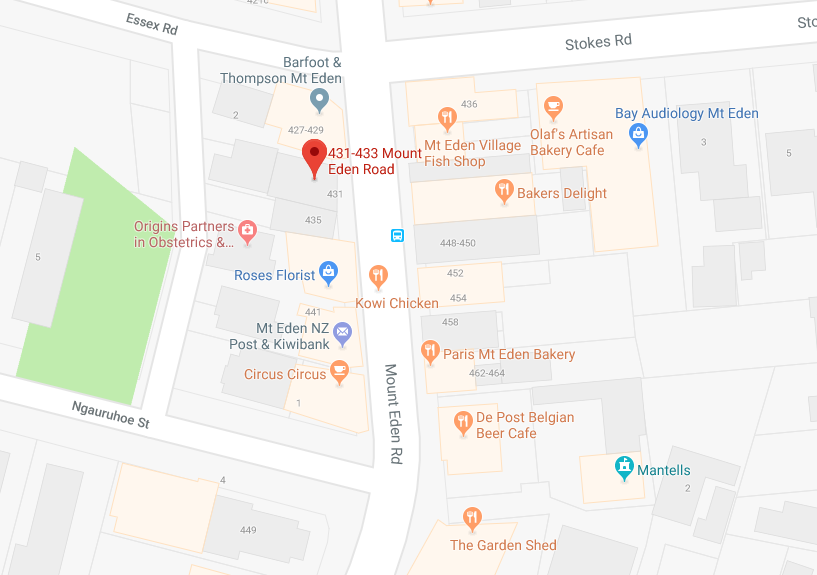 4216
Essex Rd
Stokes Rd
Sto
Barfoot &
Thompson Mt Eden
2
427-429
436
Mt Eden Village
Fish Shop
Olaf's Artisan
Bakery Cafe
Bay Audiology Mt Eden
3
5
431-433 Mount
Eden Road
431
Bakers Delight
435
Origins Partners
in Obstetrics &...
448-450
5
Roses Florist
452
Kowi Chicken
454
441
458
Mt Eden NZ
Post & Kiwibank
Paris Mt Eden Bakery
Circus Circus
462-464
Mount Eden Rd
1
Ngauruhoe St
De Post Belgian
Beer Cafe
Mantells
4
2
449
The Garden Shed